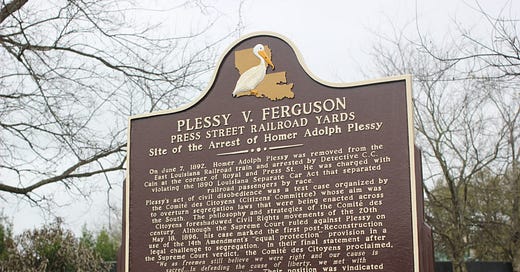 PLESSY V. FERGUSON
PRESS STREET RAILROAD YARDS
Site of the Arrest of Homer Adolph Plessy
On June 7, 1892, Homer Adolph Plessy was removed from the
East Louisiana Railroad train and arrested by Detective C.C.
Cain at the corner of Royal and Press St. He was charged with
violating the 1890 Louisiana Separate Car Act that separated
railroad passengers by race.
Plessy's act of civil disobedience was a test case organized by
the Comité des Citoyens (Citizens' Committee) whose aim was
to overturn segregation laws that were being enacted across
the South. The philosophy and strategies of the Comité des
Citoyens foreshadowed Civil Rights movements of the 20th
century. Although the Supreme Court ruled against Plessy on
May 18, 1896, his case marked the first post-Reconstruction
use of the 14th Amendment's "equal protection" provision in a
legal challenge to segregation. In their final statement after
the Supreme Court verdict, the Comité des Citoyens proclaimed,
"We as freemen still believe we were right and our cause is
sacred. In defending the cause of liberty, we met with
Their position was vindicated